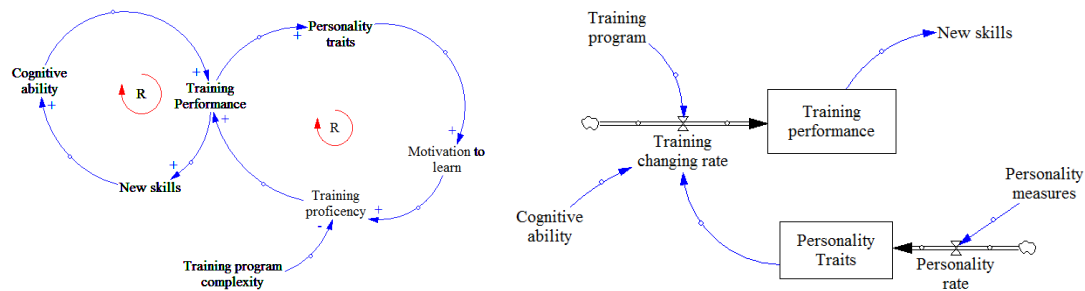 Personality
traits
+
Cognitive
ability
+
R
+
Training
Performance
+
R
+
Motivation to
learn
+
New skills
Training
proficency
+
-
Training program
complexity
Training
program
New skills
Training
performance
Training
changing rate
Personality
measures
Cognitive
ability
Personality
Traits
Personality
rate